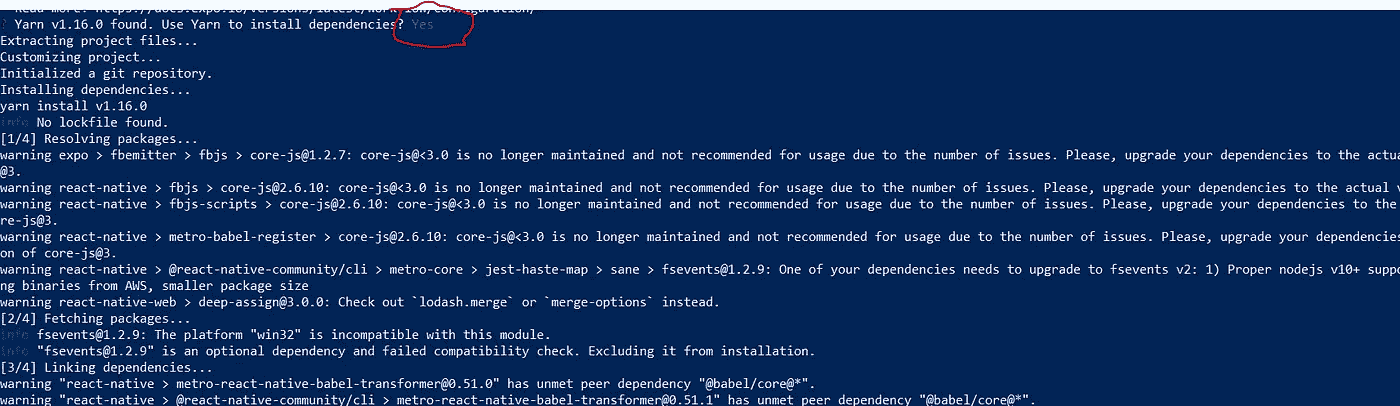 Read more: https://docs.expo.io/versions/latest/workflow/configuration/
? Yarn v1.16.0 found. Use Yarn to install dependencies? Yes
Extracting project files...
Customizing project...
Initialized a git repository.
Installing dependencies...
yarn install v1.16.0
info No lockfile found.
[1/4] Resolving packages...
warning expo > fbemitter > fbjs > core-js@1.2.7: core-js@<3.0 is no longer maintained and not recommended for usage due to the number of issues. Please, upgrade your dependencies to the actua
@3.
warning react-native > fbjs > core-js@2.6.10: core-js@<3.0 is no longer maintained and not recommended for usage due to the number of issues. Please, upgrade your dependencies to the actual v
warning react-native > fbjs-scripts > core-js@2.6.10: core-js@<3.0 is no longer maintained and not recommended for usage due to the number of issues. Please, upgrade your dependencies to the
re-js@3.
warning react-native > metro-babel-register > core-js@2.6.10: core-js@<3.0 is no longer maintained and not recommended for usage due to the number of issues. Please, upgrade your dependencies
on of core-js@3.
warning react-native > @react-native-community/cli > metro-core > jest-haste-map > sane > fsevents@1.2.9: One of your dependencies needs to upgrade to fsevents v2: 1) Proper nodejs v10+ suppo
ng binaries from AWS, smaller package size
warning react-native-web > deep-assign@3.0.0: Check out `lodash.merge` or `merge-options` instead.
[2/4] Fetching packages...
info fsevents@1.2.9: The platform "win32" is incompatible with this module.
info "fsevents@1.2.9" is an optional dependency and failed compatibility check. Excluding it from installation.
[3/4] Linking dependencies...
warning "react-native > metro-react-native-babel-transformer@0.51.0" has unmet peer dependency "@babel/core@*".
warning "react-native > @react-native-community/cli > metro-react-native-babel-transformer@0.51.1" has unmet peer dependency "@babel/core@*".